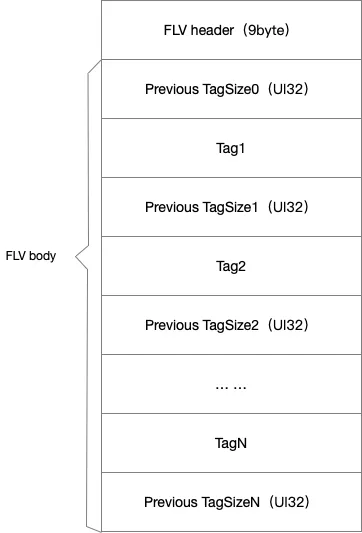 FLV header（9byte）
Previous TagSize0（UI32）
Tag1
Previous TagSize1（UI32）
FLV body
Tag2
Previous TagSize2（UI32）
... ...
TagN
Previous TagSizeN（UI32）